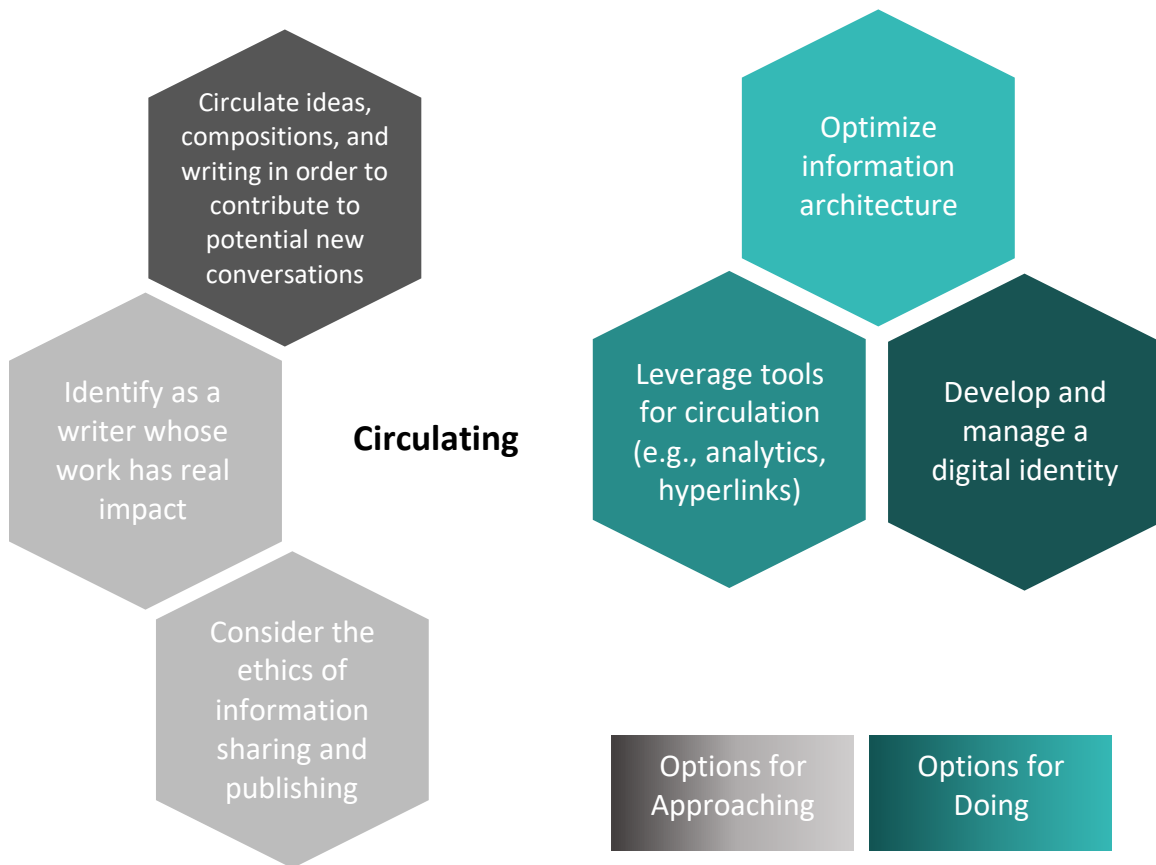 Circulate ideas,
compositions, and
writing in order to
contribute to
potential new
conversations
Identify as a
writer whose
work has real
impact
Consider the
ethics of
information
sharing and
publishing
Circulating
Optimize
information
architecture
Leverage tools
for circulation
(e.g., analytics,
hyperlinks)
Develop and
manage a
digital identity
Options for
Approaching
Options for
Doing